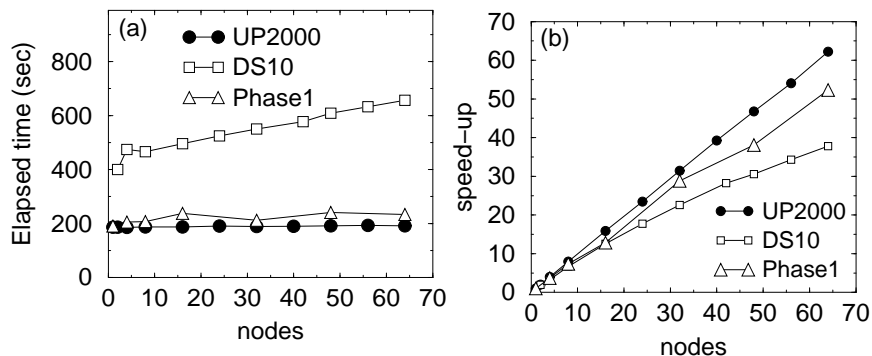 (a)
UP2000
DS10
Phase1
800
600
400
200
0
0 10 20 30 40 50 60 70
Elapsed time (sec)
nodes
(b)
70
60
50
40
30
20
10
0
UP2000
DS10
Phase1
0 10 20 30 40 50 60 70
speed−up
nodes